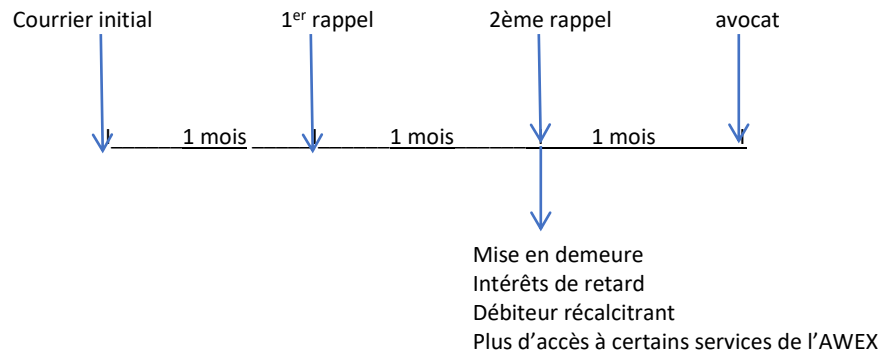 Courrier initial 1er rappel 2ème rappel avocat
1 mois 1 mois 1 mois
Mise en demeure
Intérêts de retard
Débiteur récalcitrant
Plus d’accès à certains services de l’AWEX